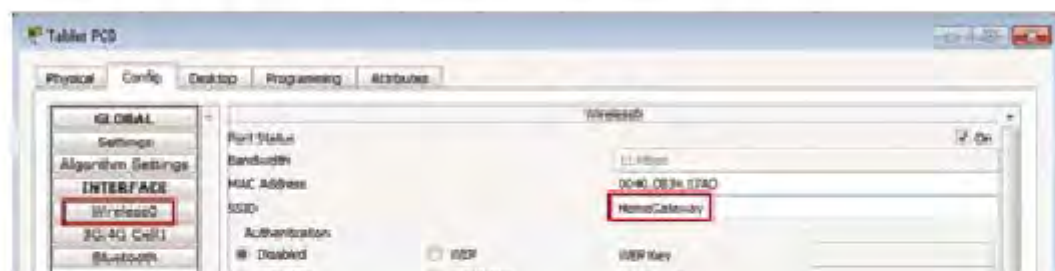 Tablet PC0
Physical Config Desktop Programming Attributes
GLOBAL
Settings
Algorithm Settings
INTERFACE
Wireless0
3G/4G Cell1
Bluetooth
Wireless0
Port Status On
Bandwidth 11 Mbps
MAC Address
SSID HomeGateway
Authentication
Disabled WEP WEP Key